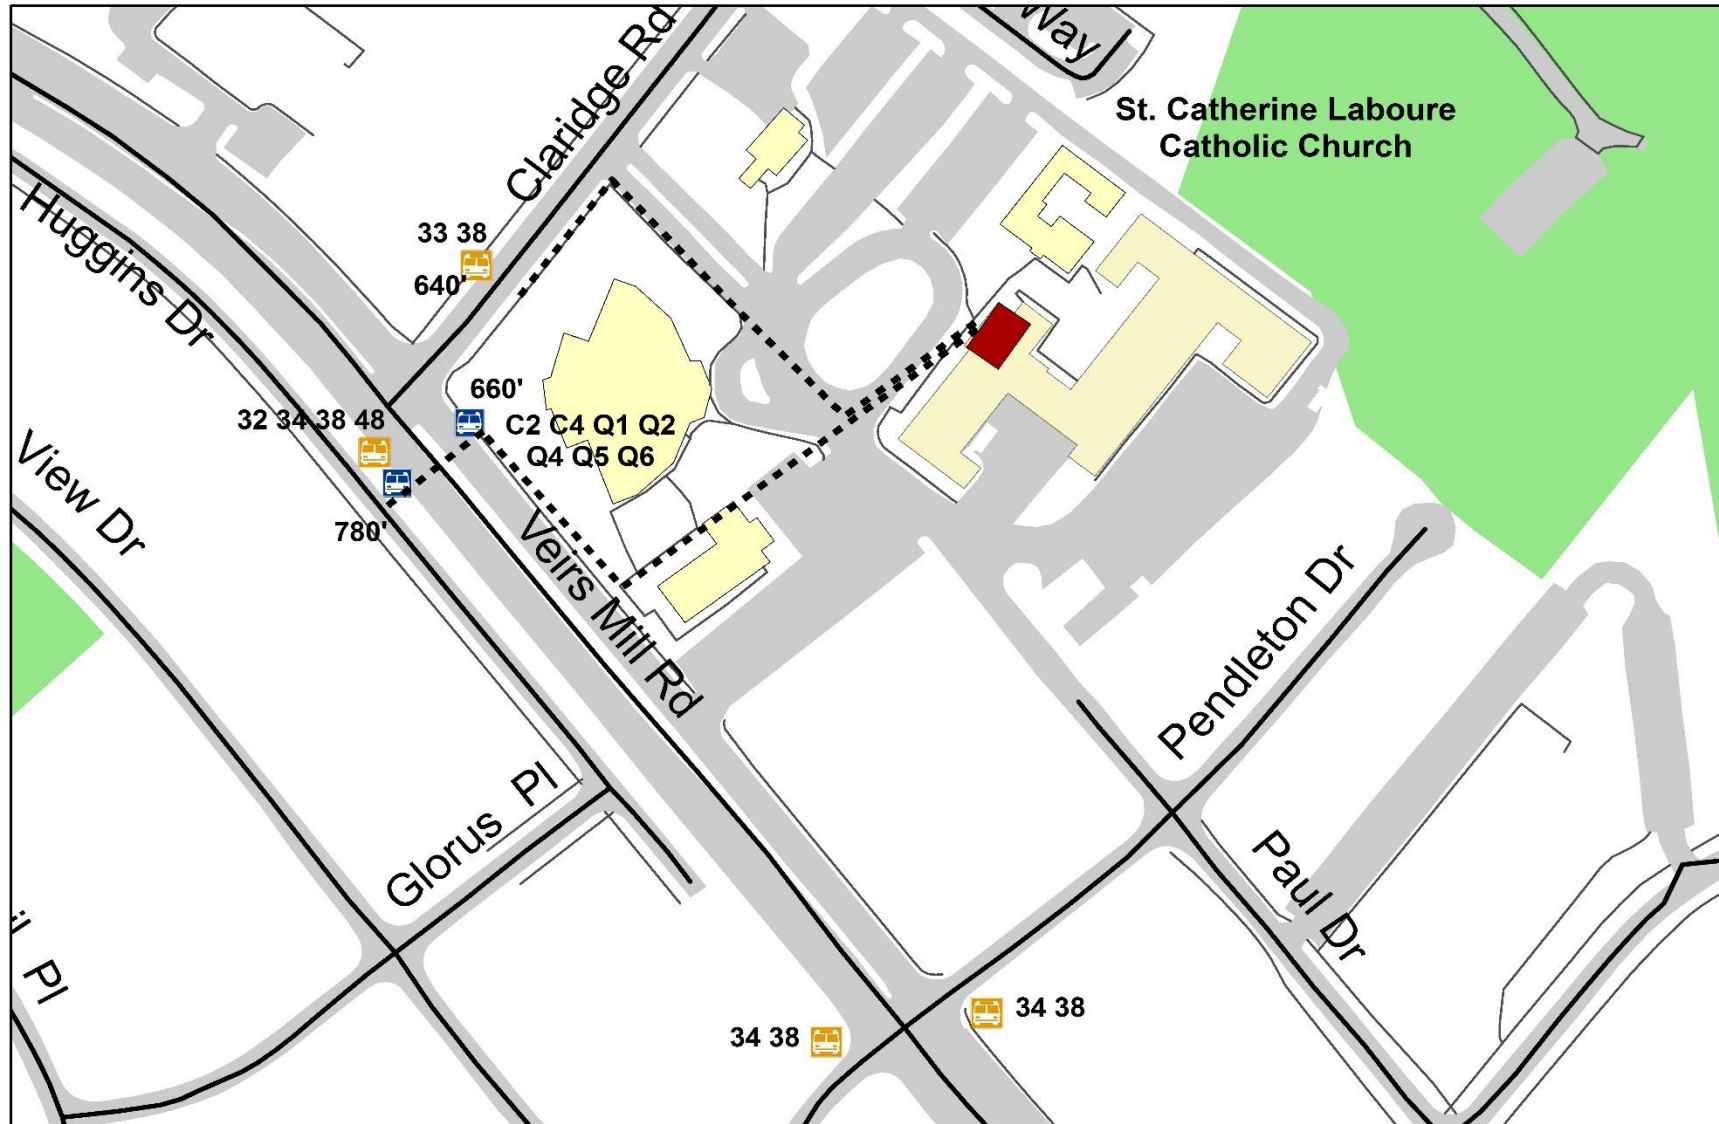 Way
Claridge Rd
St. Catherine Laboure
Catholic Church
Huggins Dr
33 38
640'
660'
32 34 38 48
C2 C4 Q1 Q2
Q4 Q5 Q6
780'
View Dr
Veirs Mill Rd
Pendleton Dr
Glorus Pl
Paul Dr
Pl
34 38
34 38